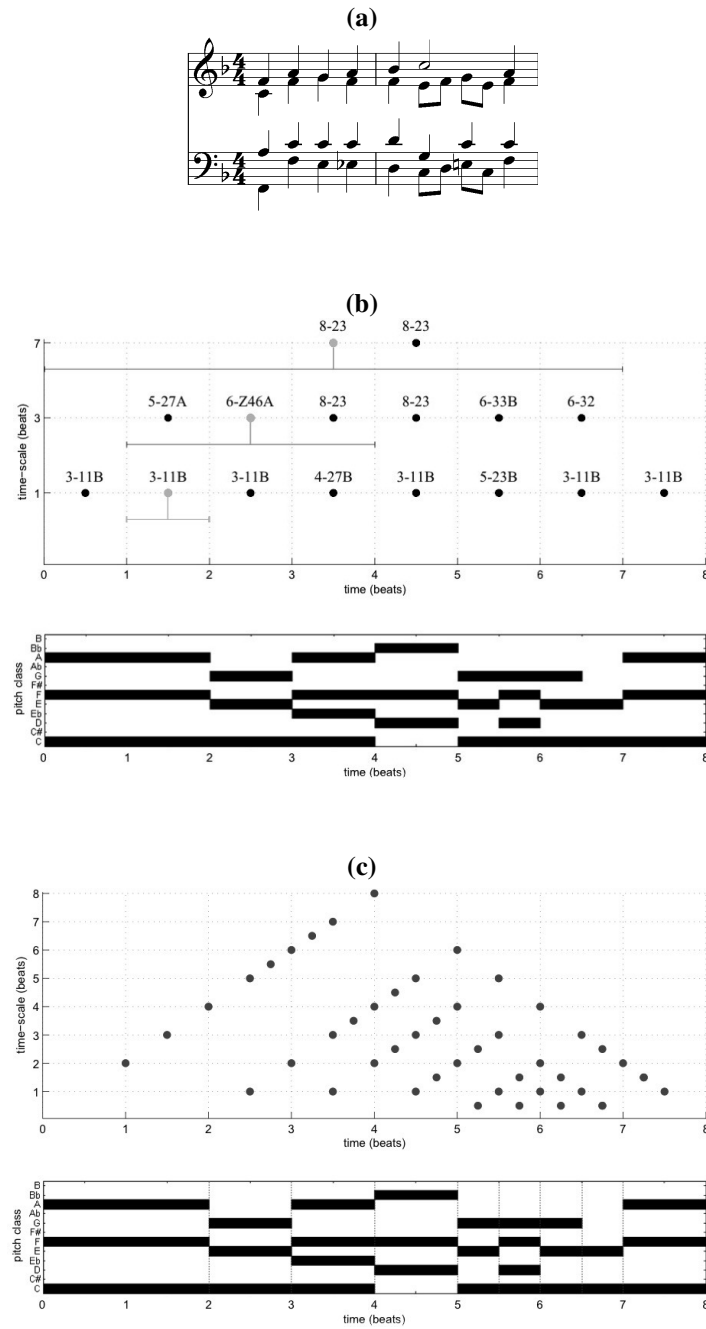 (a)
4 4
4 4
(b)
8-23 8-23
7
5-27A 6-Z46A 8-23 8-23 6-33B 6-32
3
3-11B 3-11B 3-11B 4-27B 3-11B 5-23B 3-11B 3-11B
1
time-scale (beats)
0 1 2 3 4 5 6 7 8
time (beats)
B
Bb
A
Ab
G
F#
F
E
Eb
D
C#
C
pitch class
0 1 2 3 4 5 6 7 8
time (beats)
(c)
8
7
6
5
4
3
2
1
time-scale (beats)
0 1 2 3 4 5 6 7 8
time (beats)
B
Bb
A
Ab
G
F#
F
E
Eb
D
C#
C
pitch class
0 1 2 3 4 5 6 7 8
time (beats)